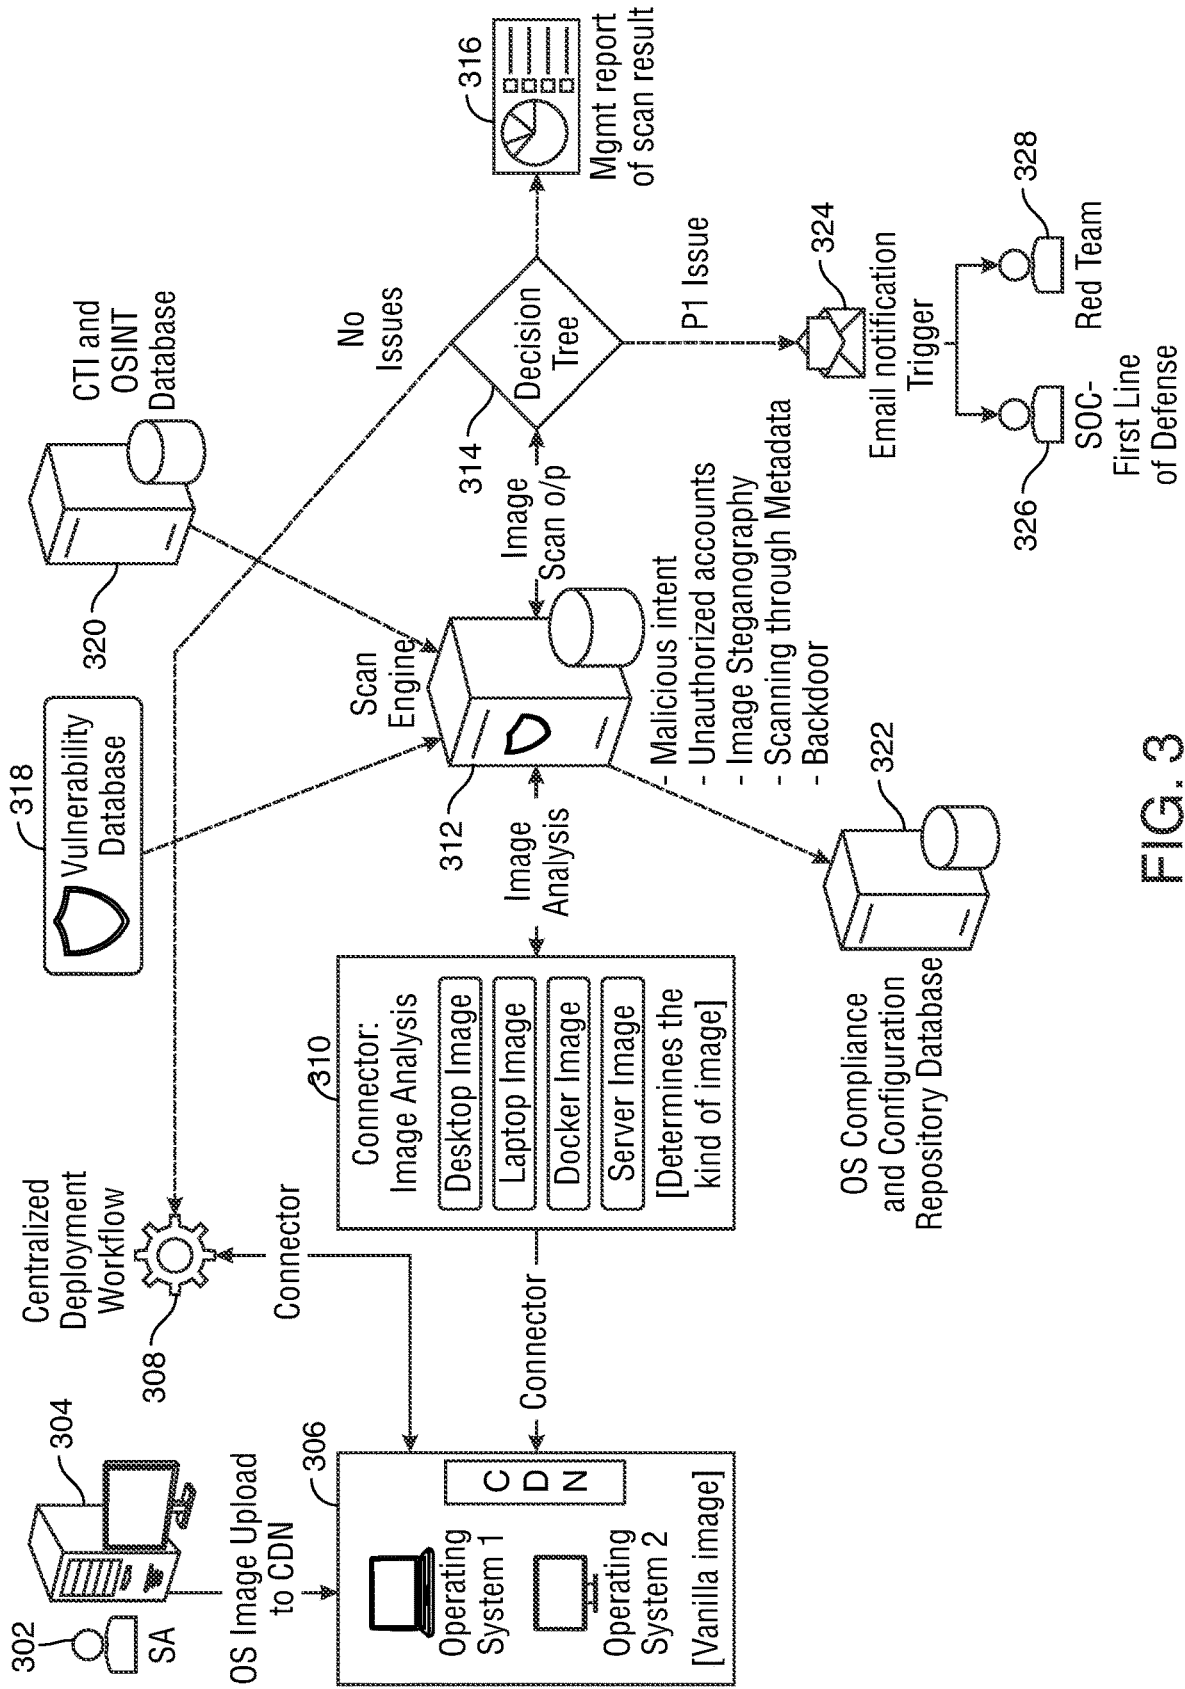 302
SA
304
OS Image Upload
to CDN
306
Operating
System 1
Operating
System 2
[Vanilla image]
C
D
N
Centralized
Deployment
Workflow
308
Connector
Connector
310
Connector:
Image Analysis
Desktop Image
Laptop Image
Docker Image
Server Image
[Determines the
kind of image]
318
Vulnerability
Database
Image
Analysis
312
Scan
Engine
320
CTI and
OSINT
Database
- Malicious intent
- Unauthorized accounts
- Image Steganography
- Scanning through Metadata
- Backdoor
322
OS Compliance
and Configuration
Repository Database
Image
Scan o/p
314
Decision
Tree
No
Issues
316
Mgmt report
of scan result
P1 Issue
324
Email notification
Trigger
326
SOC-
First Line
of Defense
328
Red Team
FIG. 3